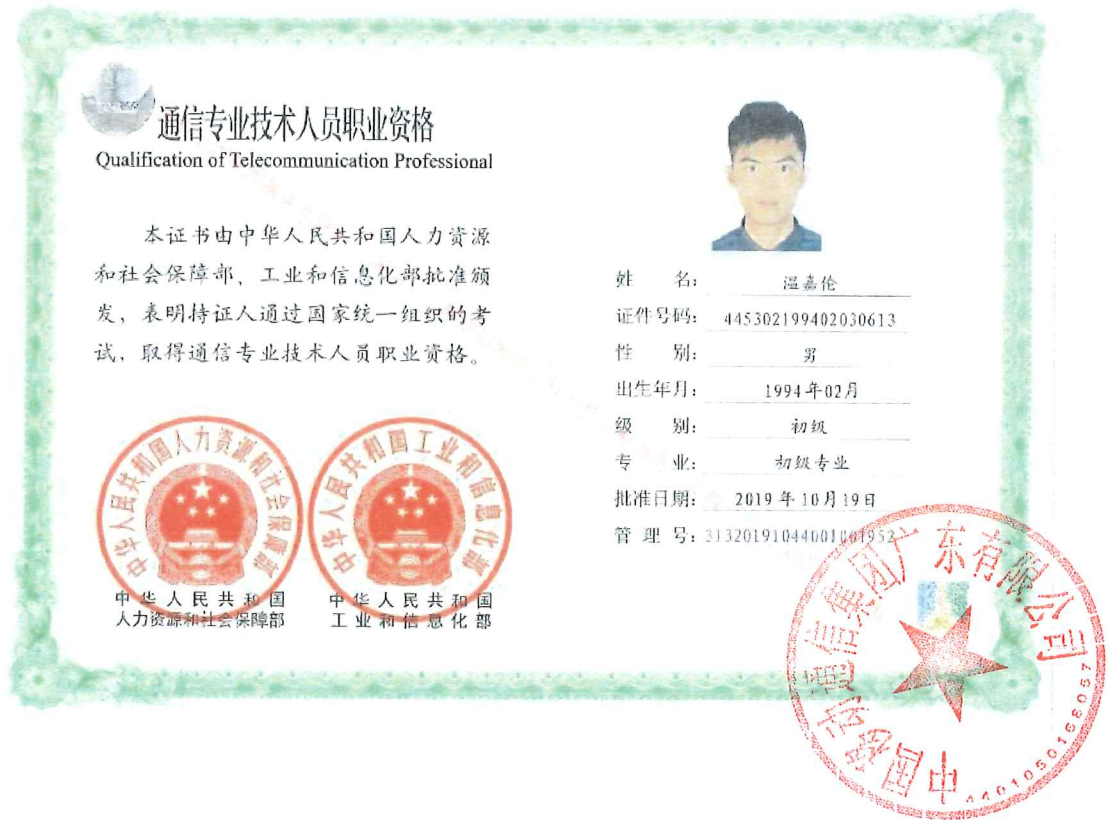 通信专业技术人员职业资格
Qualification of Telecommunication Professional
本证书由中华人民共和国人力资源
和社会保障部、工业和信息化部批准颁
发，表明持证人通过国家统一组织的考
试，取得通信专业技术人员职业资格。
中华人民共和国人力资源和社会保障部
中华人民共和国工业和信息化部
中华人民共和国
人力资源和社会保障部
中华人民共和国
工业和信息化部
姓名：温嘉伦
证件号码：445302199402030613
性别：男
出生年月：1994年02月
级别：初级
专业：初级专业
批准日期：2019年10月19日
管理号：31320191044001001952
中国移动通信集团广东有限公司